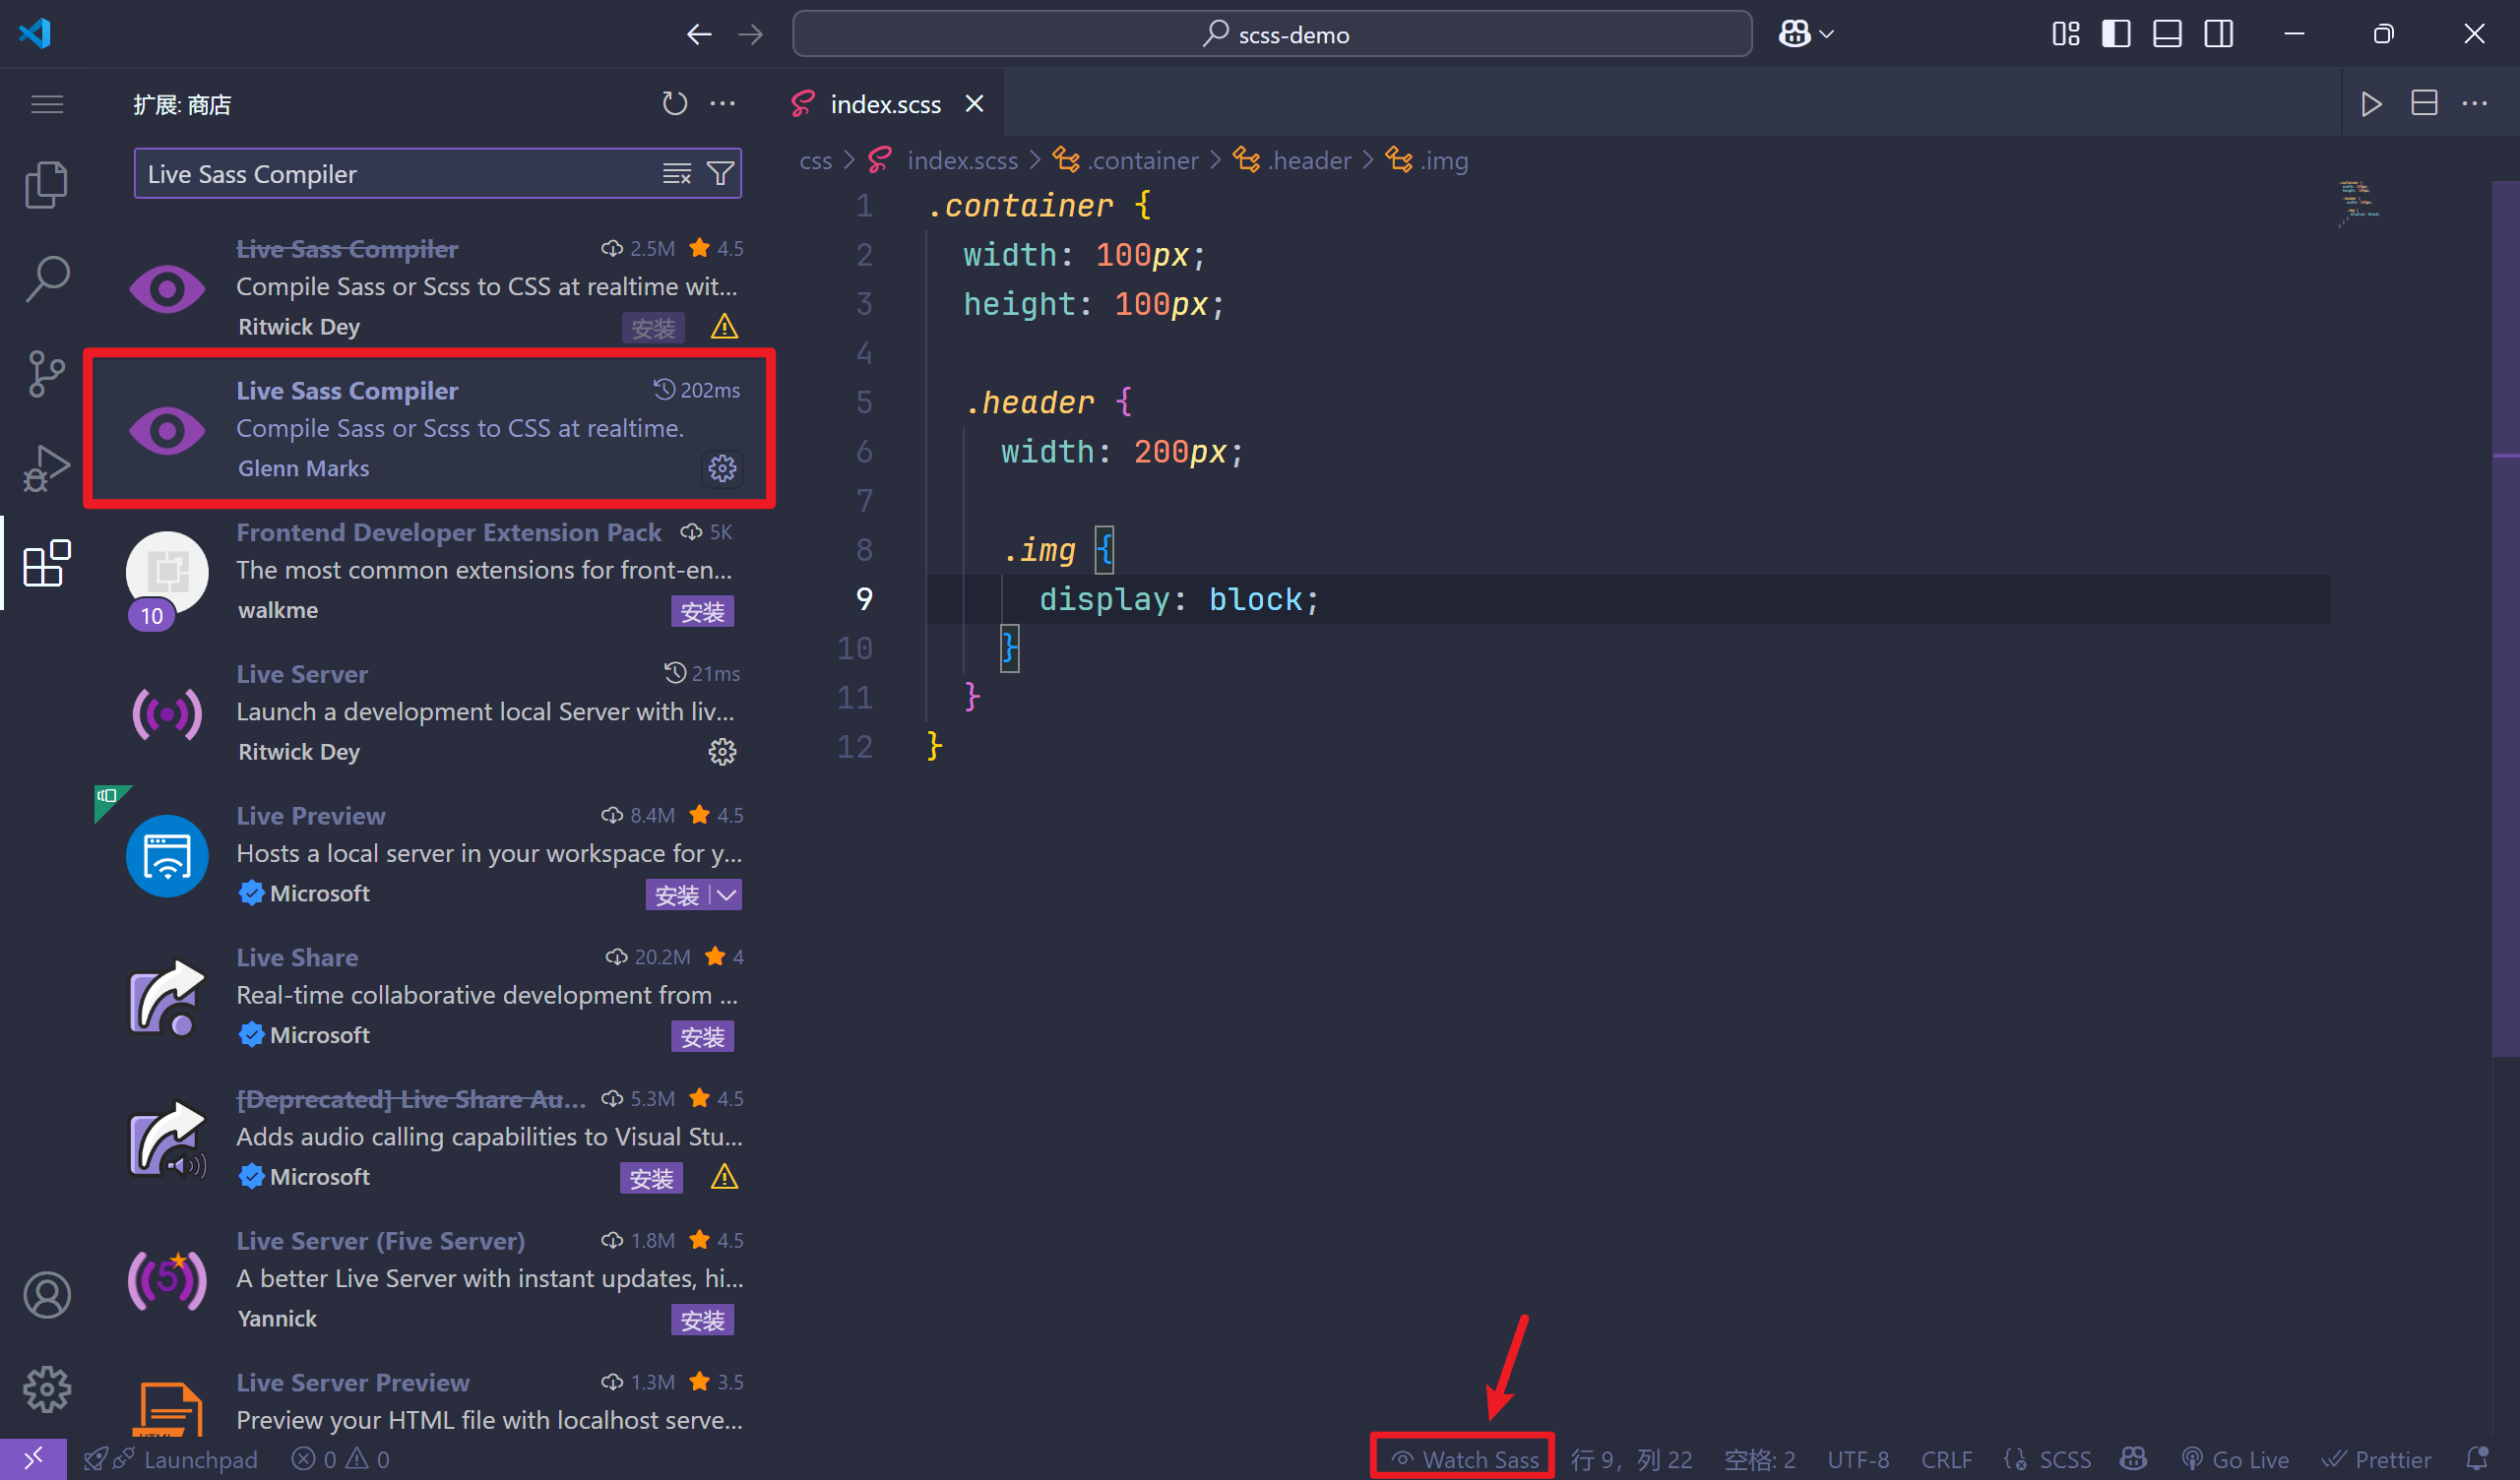 scss-demo
扩展: 商店
Live Sass Compiler
Live Sass Compiler 2.5M 4.5
Compile Sass or Scss to CSS at realtime wit...
Ritwick Dey 安装
Live Sass Compiler 202ms
Compile Sass or Scss to CSS at realtime.
Glenn Marks
Frontend Developer Extension Pack 5K
The most common extensions for front-en...
10 walkme 安装
Live Server 21ms
Launch a development local Server with liv...
Ritwick Dey
Live Preview 8.4M 4.5
Hosts a local server in your workspace for y...
Microsoft 安装
Live Share 20.2M 4
Real-time collaborative development from ...
Microsoft 安装
[Deprecated] Live Share Au... 5.3M 4.5
Adds audio calling capabilities to Visual Stu...
Microsoft 安装
Live Server (Five Server) 1.8M 4.5
5
A better Live Server with instant updates, hi...
Yannick 安装
Live Server Preview 1.3M 3.5
Preview your HTML file with localhost serve...
index.scss
css > index.scss > .container > .header > .img
1 .container {
2 width: 100px;
3 height: 100px;
4
5 .header {
6 width: 200px;
7
8 .img {
9 display: block;
10 }
11 }
12 }
Launchpad 0 0 Watch Sass 行 9，列 22 空格: 2 UTF-8 CRLF SCSS Go Live Prettier